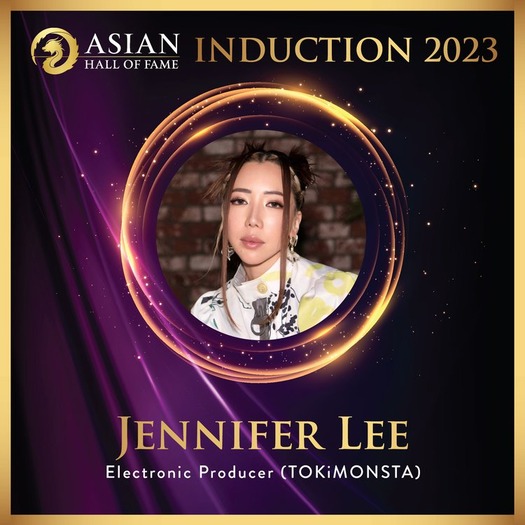 ASIAN
HALL OF FAME
INDUCTION 2023
JENNIFER LEE
Electronic Producer (TOKiMONSTA)